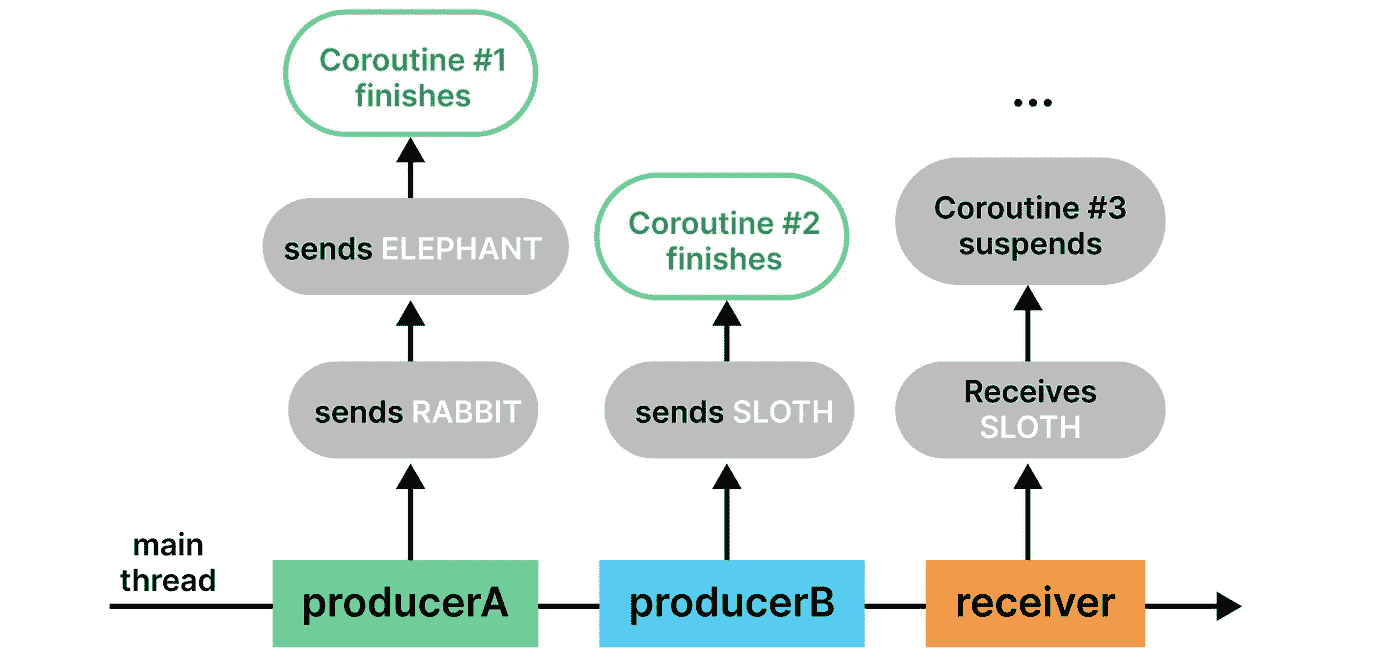 Coroutine #1
finishes
sends ELEPHANT
sends RABBIT
Coroutine #2
finishes
sends SLOTH
...
Coroutine #3
suspends
Receives
SLOTH
main
thread
producerA
producerB
receiver